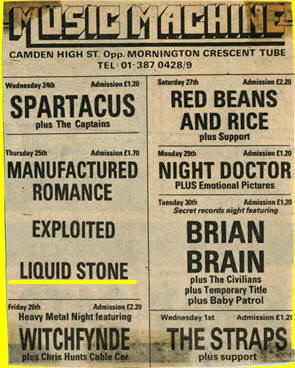 MUSIC MACHINE
CAMDEN HIGH ST. Opp. MORNINGTON CRESCENT TUBE
TEL 01-387 0428/9
Wednesday 24th Admission £1.20
SPARTACUS
plus The Captains
Thursday 25th Admission £1.70
MANUFACTURED
ROMANCE
EXPLOITED
LIQUID STONE
Friday 26th Admission £2.20
Heavy Metal Night featuring
WITCHFYNDE
plus Chris Hunts Cable Car
Saturday 27th Admission £2.20
RED BEANS
AND RICE
plus Support
Monday 29th Admission £1.70
NIGHT DOCTOR
PLUS Emotional Pictures
Tuesday 30th Admission £1.20
Secret records night featuring
BRIAN
BRAIN
plus The Civilians
plus Temporary Title
plus Baby Patrol
Wednesday 1st Admission £1.20
THE STRAPS
plus support